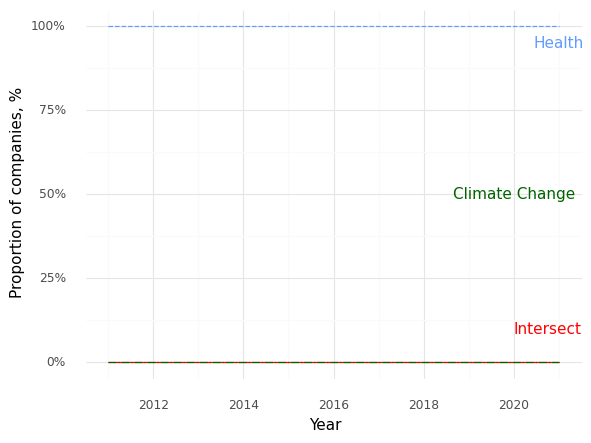 100%
Health
75%
Proportion of companies, %
50%
Climate Change
25%
Intersect
0%
2012 2014 2016 2018 2020
Year